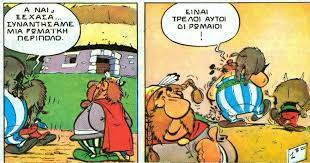 Α ΝΑΙ,
ΞΕΧΑΣΑ...
ΣΥΝΑΝΤΗΣΑΜΕ
ΜΙΑ ΡΩΜΑΪΚΗ
ΠΕΡΙΠΟΛΟ.
ΕΙΝΑΙ
ΤΡΕΛΟΙ ΑΥΤΟΙ
ΟΙ ΡΩΜΑΙΟΙ
!